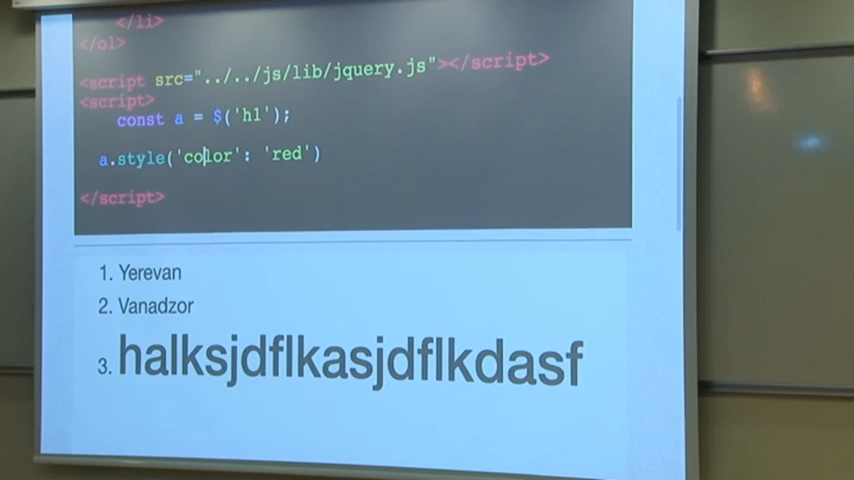 </li>
</ol>
<script src="../../js/lib/jquery.js"></script>
<script>
const a = $('h1');
a.style('color': 'red')
</script>
1. Yerevan
2. Vanadzor
3. halksjdflkasjdflkdasf